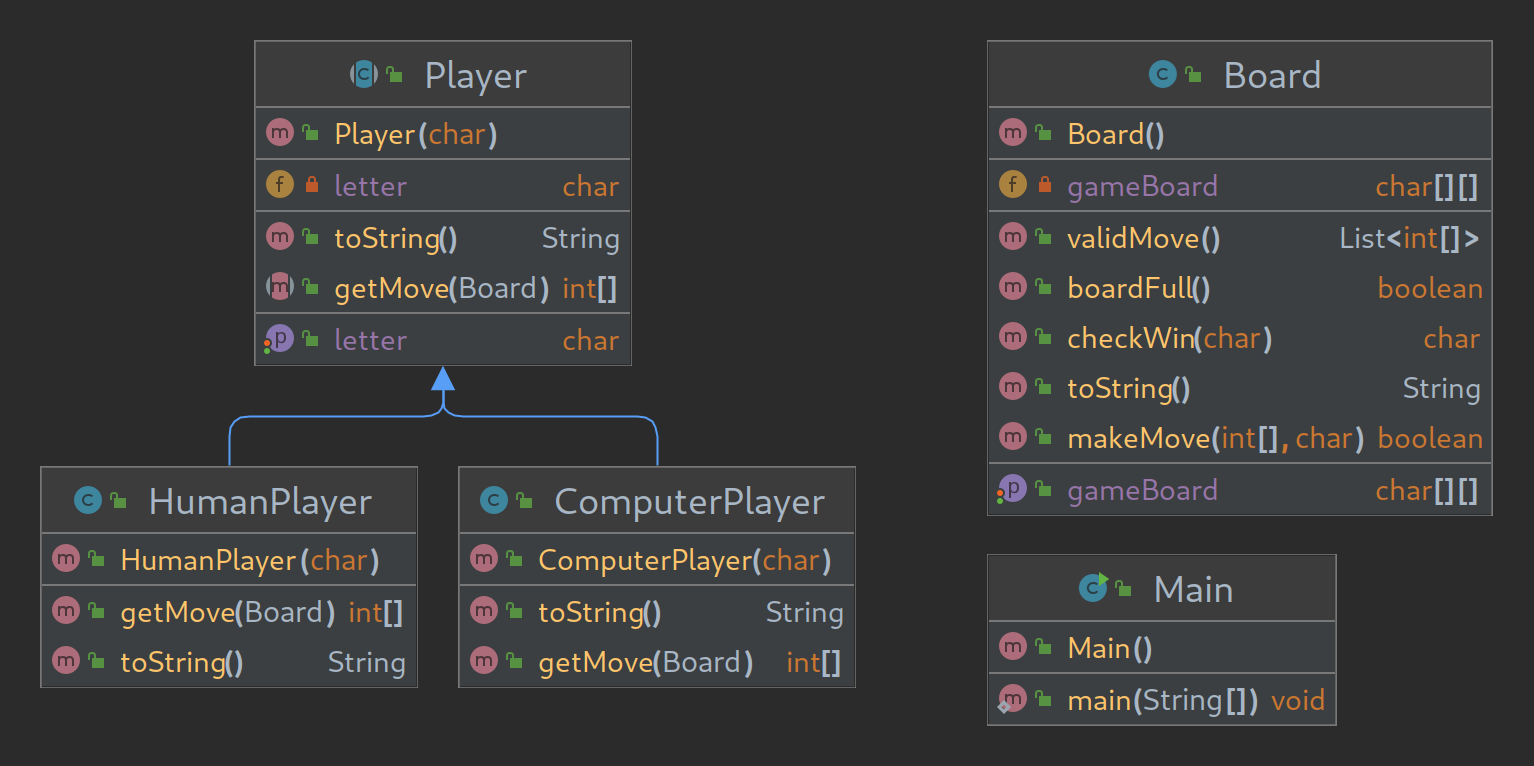 Player
Player(char)
letter char
toString() String
getMove(Board) int[]
letter char
HumanPlayer
HumanPlayer(char)
getMove(Board) int[]
toString() String
ComputerPlayer
ComputerPlayer(char)
toString() String
getMove(Board) int[]
Board
Board()
gameBoard char[][]
validMove() List<int[]>
boardFull() boolean
checkWin(char) char
toString() String
makeMove(int[],char) boolean
gameBoard char[][]
Main
Main()
main(String[]) void